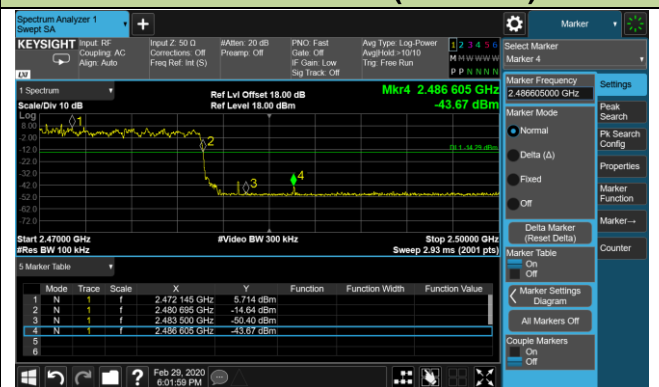 Spectrum Analyzer 1
Swept SA
Marker
KEYSIGHT Input: RF Input Z: 50 Ω #Atten: 20 dB PNO: Fast Avg Type: Log-Power 1 2 3 4 5 6
Coupling: AC Corrections: Off Preamp: Off Gate: Off Avg|Hold:>10/10 M W W W W W
Align: Auto Freq Ref: Int (S) IF Gain: Low Trig: Free Run
Sig Track: Off P P N N N N
LXI
Select Marker
Marker 4
1 Spectrum
Scale/Div 10 dB
Ref Lvl Offset 18.00 dB
Ref Level 18.00 dBm
Mkr4 2.486 605 GHz
-43.67 dBm
Log
8.00
-2.00
-12.0
-22.0
-32.0
-42.0
-52.0
-62.0
-72.0
1
2
3
4
DL1 -14.29 dBm
Start 2.47000 GHz #Video BW 300 kHz Stop 2.50000 GHz
#Res BW 100 kHz Sweep 2.93 ms (2001 pts)
5 Marker Table
Mode Trace Scale X Y Function Function Width Function Value
1 N 1 f 2.472 145 GHz 5.714 dBm
2 N 1 f 2.480 695 GHz -14.64 dBm
3 N 1 f 2.483 500 GHz -50.40 dBm
4 N 1 f 2.486 605 GHz -43.67 dBm
5
6
Marker Frequency
2.486605000 GHz
Marker Mode
Normal
Delta (Δ)
Fixed
Off
Delta Marker
(Reset Delta)
Marker Table
On
Off
Marker Settings
Diagram
All Markers Off
Couple Markers
On
Off
Settings
Peak
Search
Pk Search
Config
Properties
Marker
Function
Marker→
Counter
Feb 29, 2020
6:01:59 PM